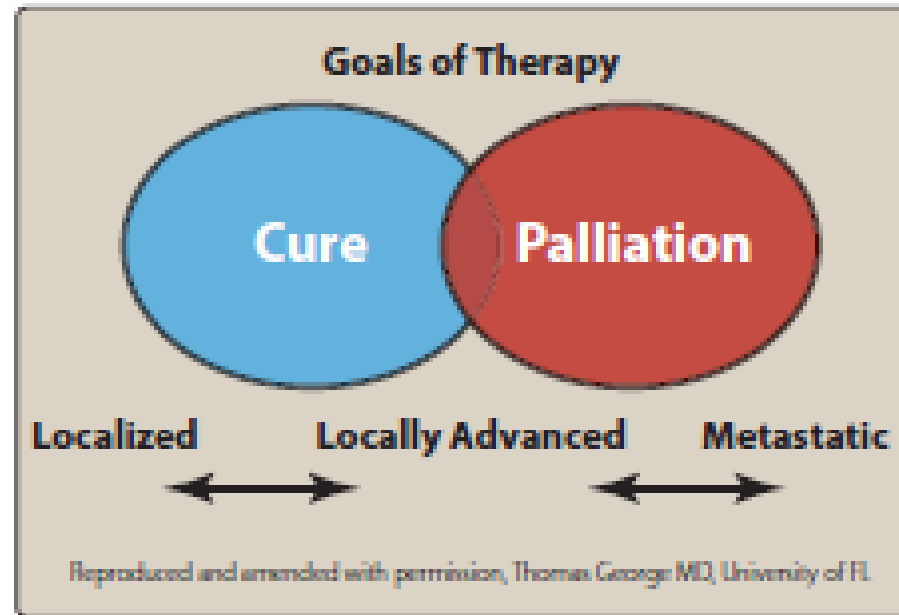 Goals of Therapy
Cure Palliation
Localized Locally Advanced Metastatic
Reproduced and amended with permission, Thomas George MD, University of FL